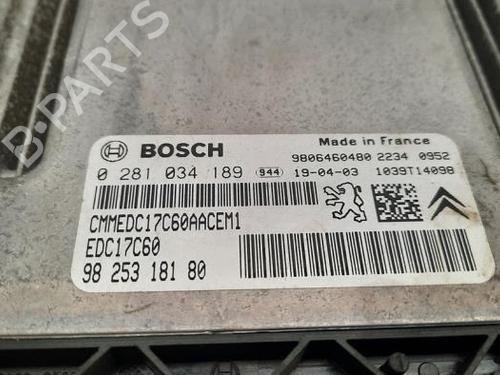 B-PARTS
BOSCH
Made in France
9806460480 2234 0952
0 281 034 189 944 19-04-03 1039T14098
CMMEDC17C60AACEM1
EDC17C60
98 253 181 80